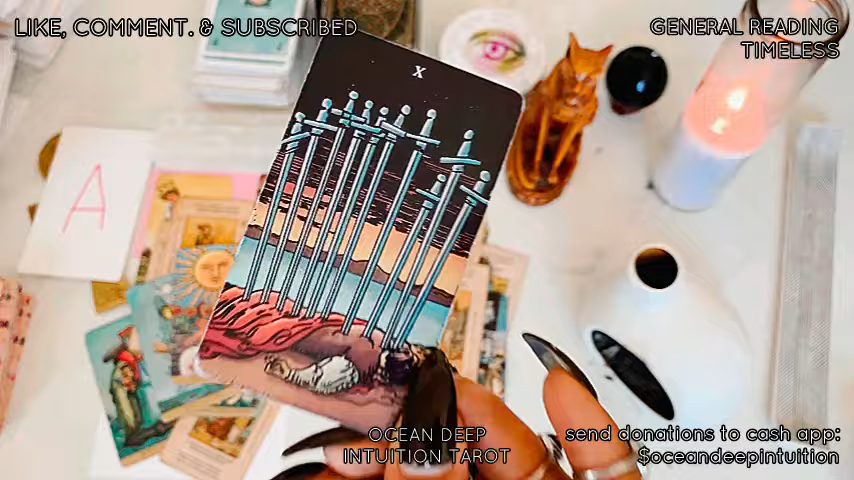 LIKE, COMMENT. & SUBSCRIBED
GENERAL READING
TIMELESS
X
A
OCEAN DEEP
INTUITION TAROT
send donations to cash app:
$oceandeepintuition